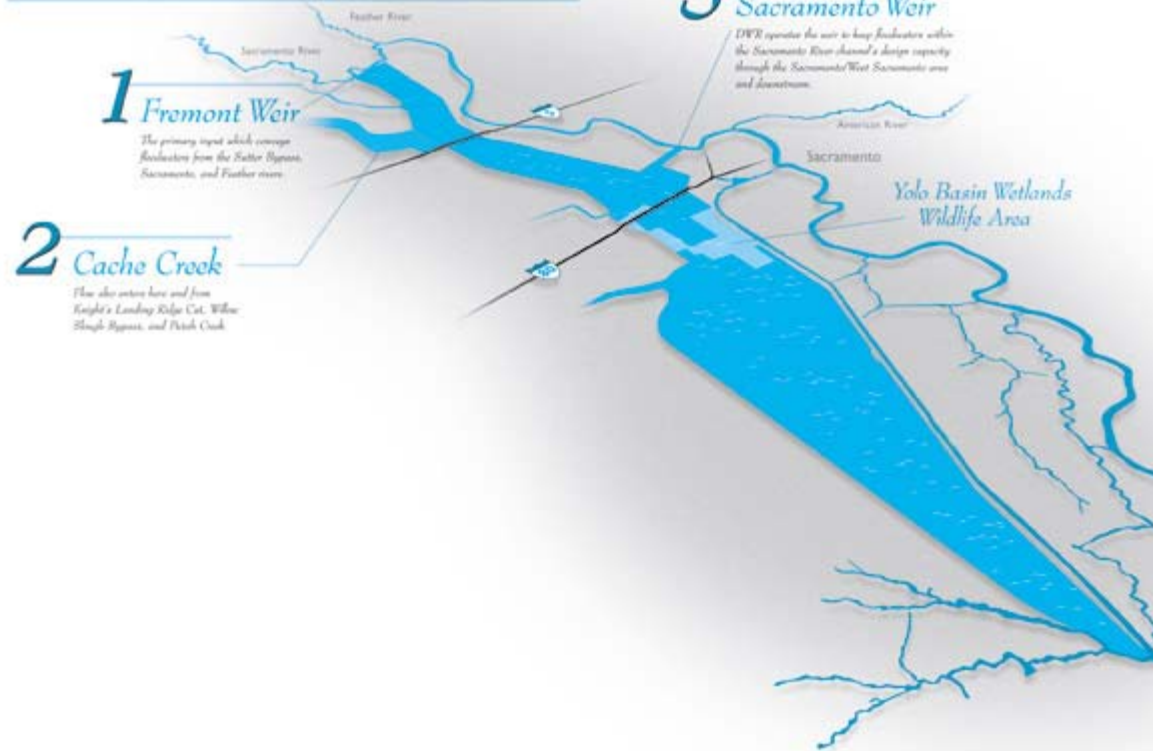 Feather River
Sacramento River
1 Fremont Weir
The primary input which conveys
floodwaters from the Sutter Bypass,
Sacramento, and Feather rivers.
2 Cache Creek
Flow also enters here and from
Knight's Landing Ridge Cut, Willow
Slough Bypass, and Putah Creek.
3 Sacramento Weir
DWR operates the weir to keep floodwaters within
the Sacramento River channel's design capacity
through the Sacramento/West Sacramento area
and downstream.
American River
Sacramento
Yolo Basin Wetlands
Wildlife Area